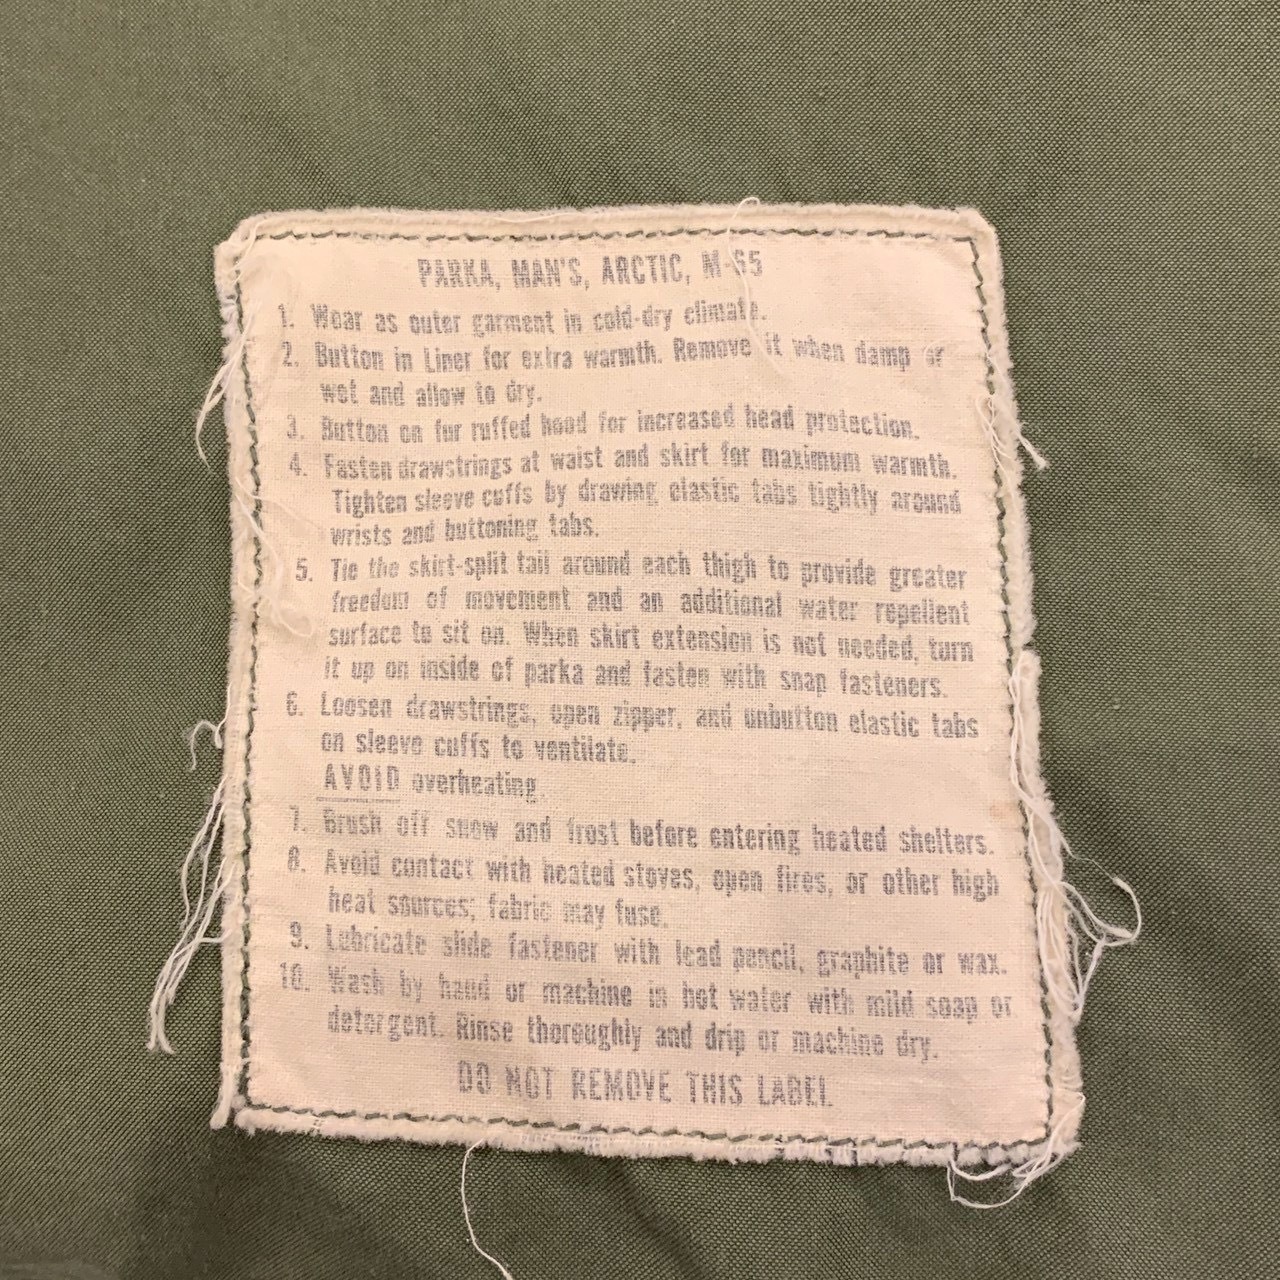 PARKA, MAN'S, ARCTIC, M-65
1. Wear as outer garment in cold-dry climate.
2. Button in Liner for extra warmth. Remove it when damp or
wet and allow to dry.
3. Button on fur ruffed hood for increased head protection.
4. Fasten drawstrings at waist and skirt for maximum warmth.
Tighten sleeve cuffs by drawing elastic tabs tightly around
wrists and buttoning tabs.
5. Tie the skirt-split tail around each thigh to provide greater
freedom of movement and an additional water repellent
surface to sit on. When skirt extension is not needed, turn
it up on inside of parka and fasten with snap fasteners.
6. Loosen drawstrings, open zipper, and unbutton elastic tabs
on sleeve cuffs to ventilate.
AVOID overheating.
7. Brush off snow and frost before entering heated shelters.
8. Avoid contact with heated stoves, open fires, or other high
heat sources; fabric may fuse.
9. Lubricate slide fastener with lead pencil, graphite or wax.
10. Wash by hand or machine in hot water with mild soap or
detergent. Rinse thoroughly and drip or machine dry.
DO NOT REMOVE THIS LABEL